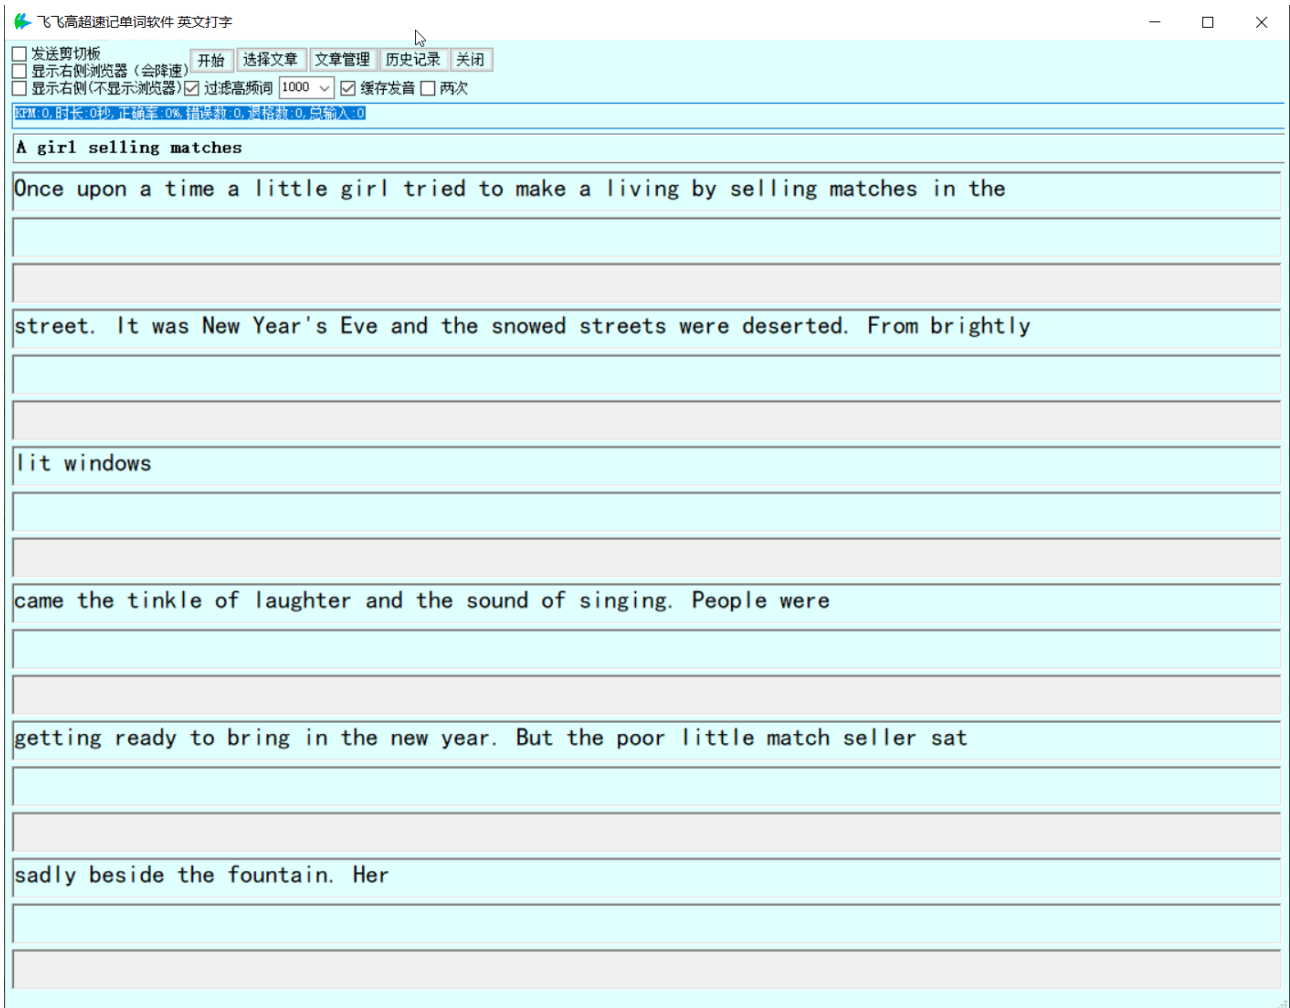 飞飞高超速记单词软件 英文打字
发送剪切板
显示右侧浏览器（会降速）
开始 选择文章 文章管理 历史记录 关闭
显示右侧(不显示浏览器) 过滤高频词 1000 缓存发音 两次
KPM:0,时长:0秒,正确率:0%,错误数:0,退格数:0,总输入:0
A girl selling matches
Once upon a time a little girl tried to make a living by selling matches in the
street. It was New Year's Eve and the snowed streets were deserted. From brightly
lit windows
came the tinkle of laughter and the sound of singing. People were
getting ready to bring in the new year. But the poor little match seller sat
sadly beside the fountain. Her